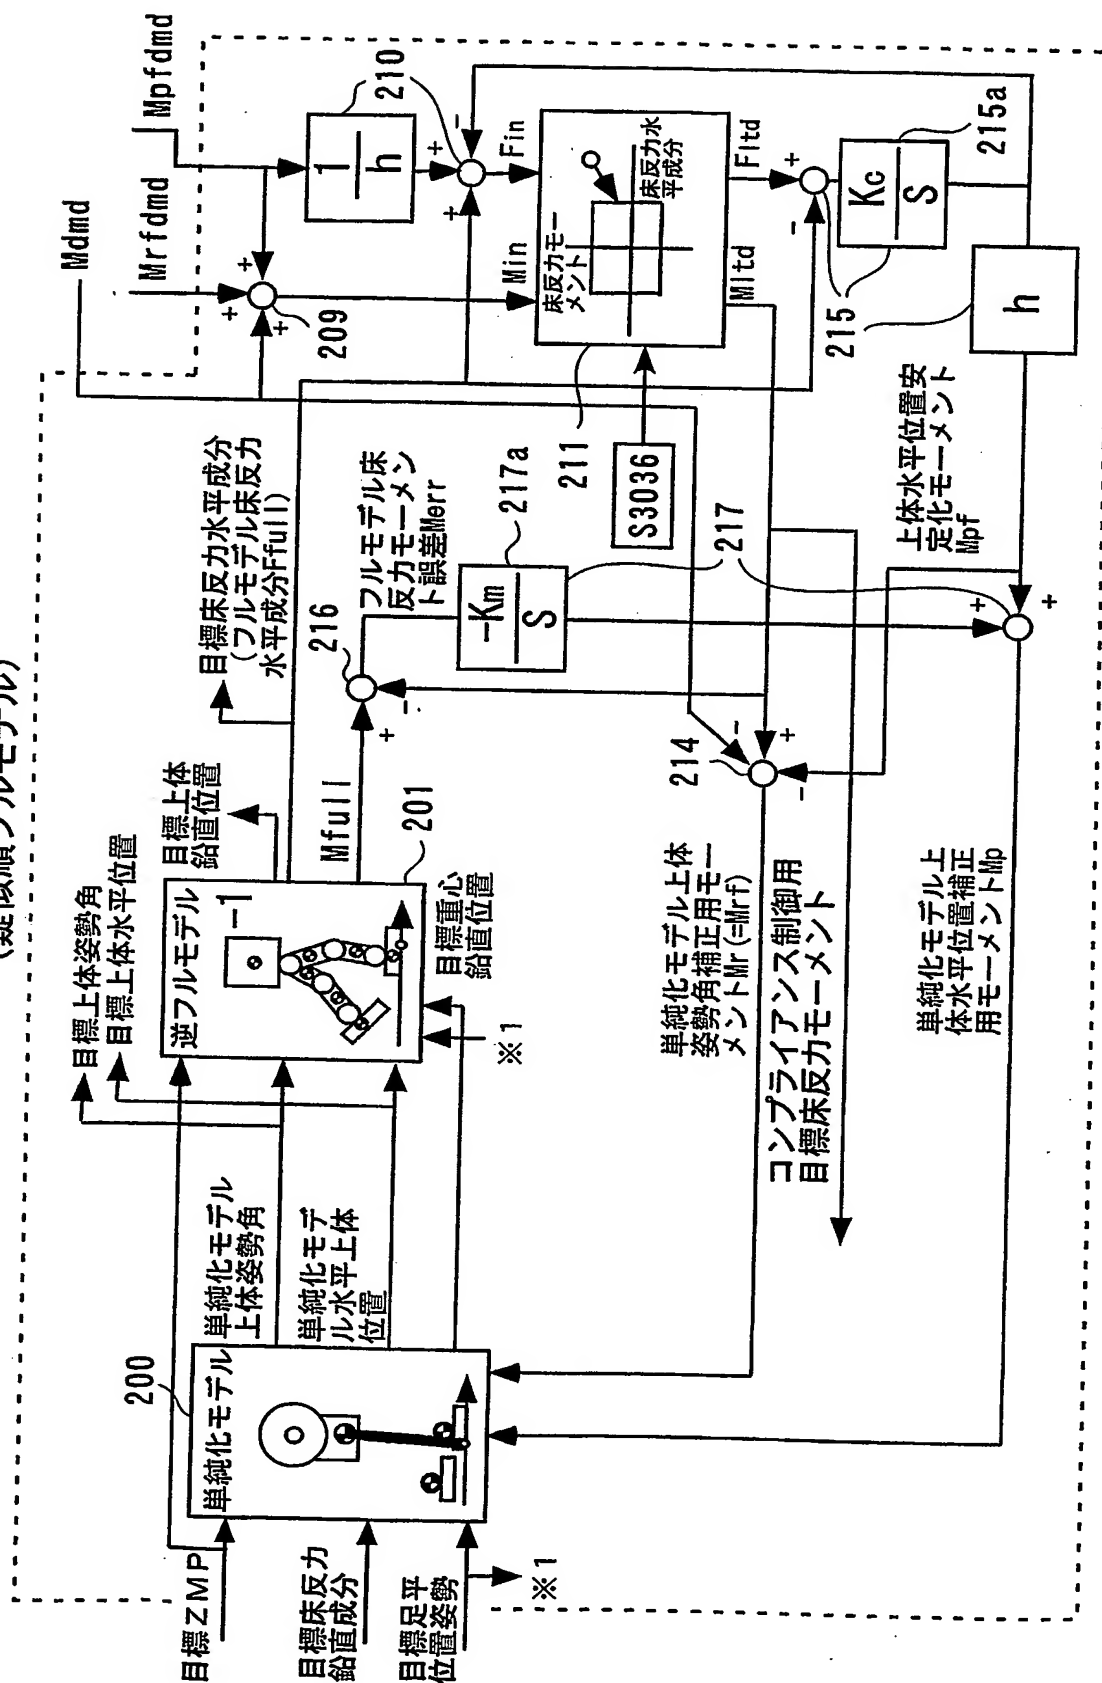 (疑似順フルモデル)
目標ZMP
目標床反力
鉛直成分
目標足平
位置姿勢
※1
200
単純化モデル
単純化モデル
上体姿勢角
単純化モデ
ル水平上体
位置
目標上体姿勢角
目標上体水平位置
逆フルモデル
-1
目標上体
鉛直位置
201
※1
目標重心
鉛直位置
Mfull
目標床反力水平成分
(フルモデル床反力
水平成分Ffull)
216
フルモデル床
反力モーメン
ト誤差Merr
217a
-Km
S
217
S3036
211
Mdmd
Mrfdmd
Mpfdmd
209
210
1
h
Min
Fin
床反力モー
メント
床反力水
平成分
Mltd
Fltd
215
Kc
S
215a
h
上体水平位置安
定化モーメント
Mpf
214
単純化モデル上体
姿勢角補正用モー
メントMr(=Mrf)
コンプライアンス制御用
目標床反力モーメント
単純化モデル上
体水平位置補正
用モーメントMp
+
+
+
+
+
-
+
-
+
-
-
+
-
+
+